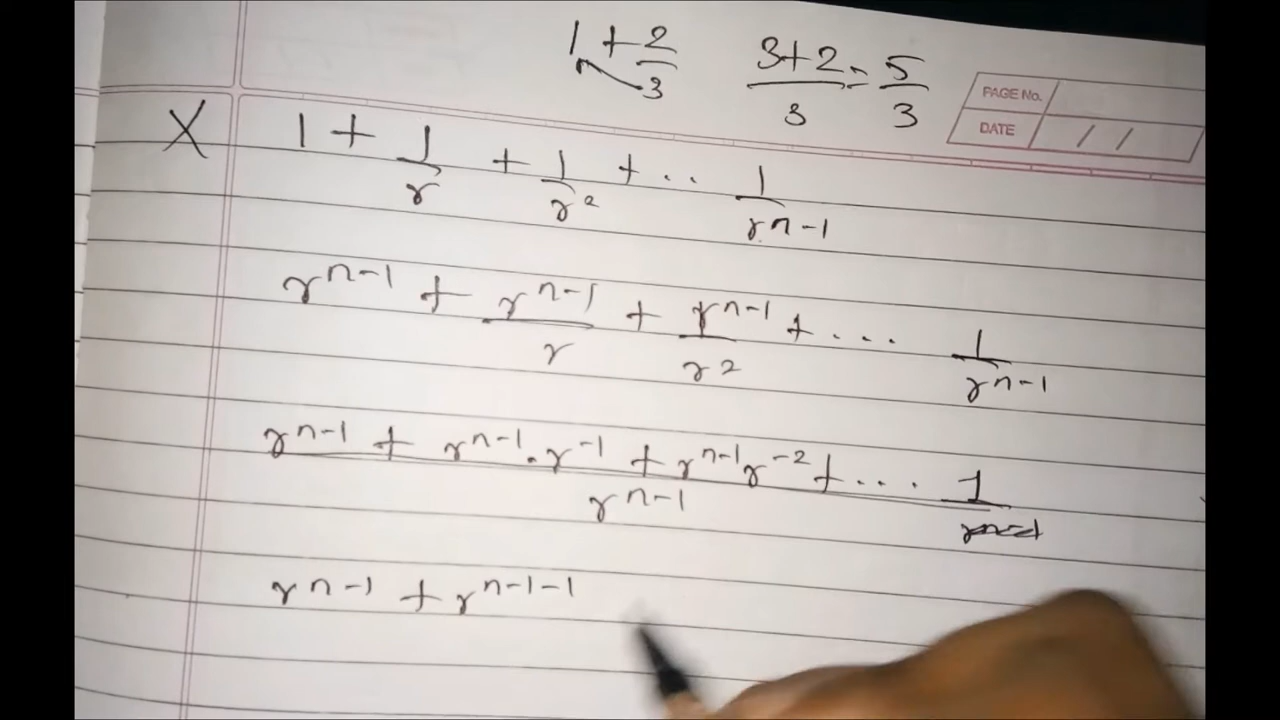 1 + 2/3    3+2/3 = 5/3
PAGE No.
DATE / /
X 1 + 1/r + 1/r² + .. 1/r^(n-1)
r^(n-1) + r^(n-1)/r + r^(n-1)/r² + ... 1/r^(n-1)
r^(n-1) + r^(n-1).r^(-1) + r^(n-1)r^(-2) + ... 1
r^(n-1)
r^(n-1) + r^(n-1-1)